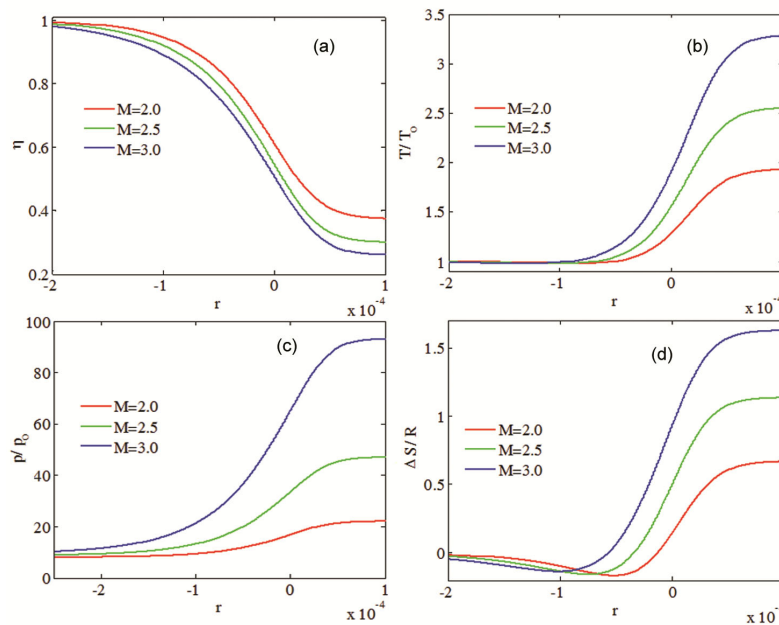 (a)
1
0.8
0.6
0.4
0.2
η
M=2.0
M=2.5
M=3.0
-2
-1
0
1
r
x 10⁻⁴
(b)
3.5
3
2.5
2
1.5
1
T/T₀
M=2.0
M=2.5
M=3.0
-2
-1
0
r
x 10⁻⁴
(c)
100
80
60
40
20
0
p/p₀
M=2.0
M=2.5
M=3.0
-2
-1
0
1
r
x 10⁻⁴
(d)
1.5
1
0.5
0
Δ S/R
M=2.0
M=2.5
M=3.0
-2
-1
0
r